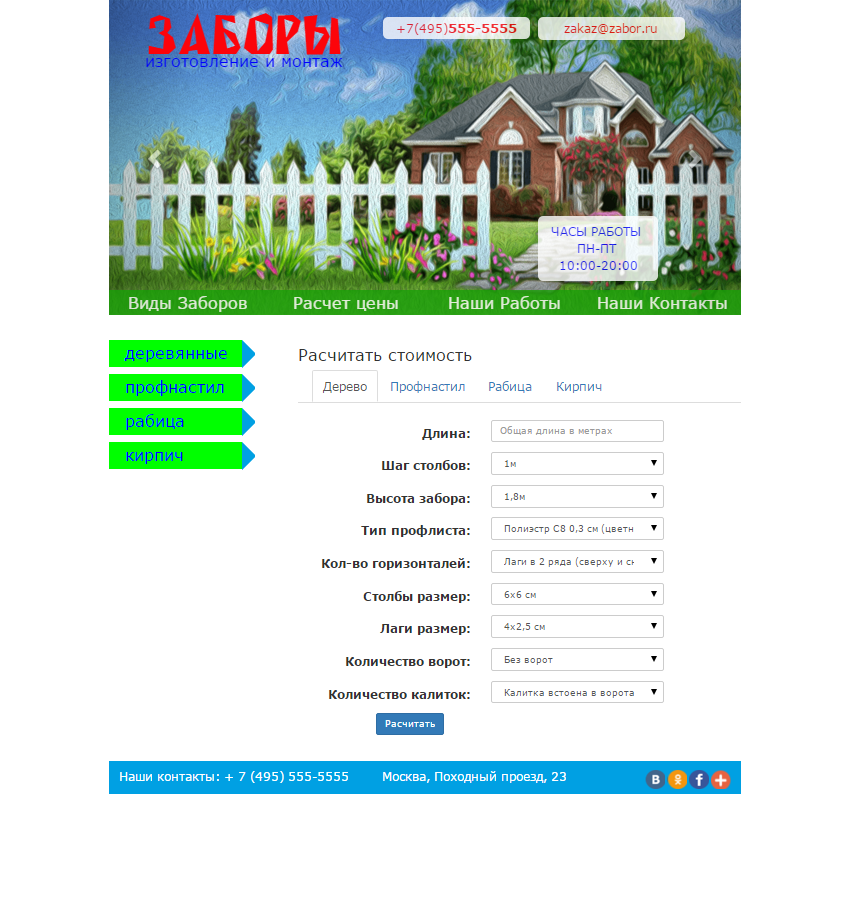 ЗАБОРЫ
изготовление и монтаж
+7(495)555-5555
zakaz@zabor.ru
ЧАСЫ РАБОТЫ
ПН-ПТ
10:00-20:00
Виды Заборов Расчет цены Наши Работы Наши Контакты
деревянные
профнастил
рабица
кирпич
Расчитать стоимость
Дерево Профнастил Рабица Кирпич
Длина: Общая длина в метрах
Шаг столбов: 1м
Высота забора: 1,8м
Тип профлиста: Полиэстр С8 0,3 см (цветн
Кол-во горизонталей: Лаги в 2 ряда (сверху и сн
Столбы размер: 6х6 см
Лаги размер: 4х2,5 см
Количество ворот: Без ворот
Количество калиток: Калитка встоена в ворота
Расчитать
Наши контакты: + 7 (495) 555-5555 Москва, Походный проезд, 23